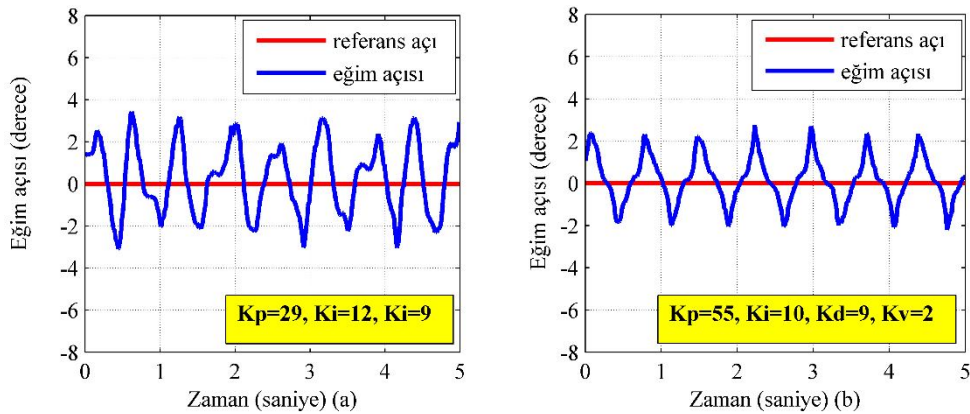 8
6
4
2
0
-2
-4
-6
-8
Eğim açısı (derece)
referans açı
eğim açısı
Kp=29, Ki=12, Ki=9
0 1 2 3 4 5
Zaman (saniye) (a)
8
6
4
2
0
-2
-4
-6
-8
Eğim açısı (derece)
referans açı
eğim açısı
Kp=55, Ki=10, Kd=9, Kv=2
0 1 2 3 4 5
Zaman (saniye) (b)